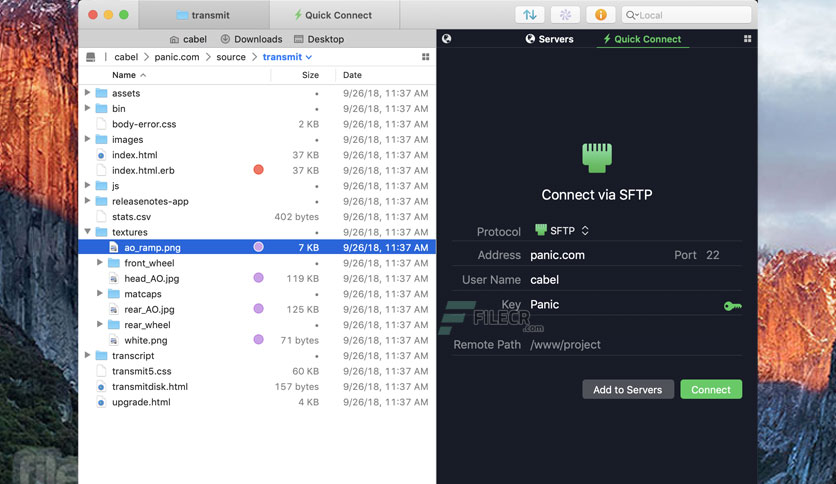 transmit
Quick Connect
Local
cabel Downloads Desktop
Servers
Quick Connect
cabel panic.com source transmit
Name Size Date
assets • 9/26/18, 11:37 AM
bin • 9/26/18, 11:37 AM
body-error.css 2 KB 9/26/18, 11:37 AM
images • 9/26/18, 11:37 AM
index.html 37 KB 9/26/18, 11:37 AM
index.html.erb 37 KB 9/26/18, 11:37 AM
js • 9/26/18, 11:37 AM
releasenotes-app • 9/26/18, 11:37 AM
stats.csv 402 bytes 9/26/18, 11:37 AM
textures • 9/26/18, 11:37 AM
ao_ramp.png 7 KB 9/26/18, 11:37 AM
front_wheel • 9/26/18, 11:37 AM
head_AO.jpg 119 KB 9/26/18, 11:37 AM
matcaps • 9/26/18, 11:37 AM
rear_AO.jpg 125 KB 9/26/18, 11:37 AM
rear_wheel • 9/26/18, 11:37 AM
white.png 71 bytes 9/26/18, 11:37 AM
transcript • 9/26/18, 11:37 AM
transmit5.css 60 KB 9/26/18, 11:37 AM
transmitdisk.html 157 bytes 9/26/18, 11:37 AM
upgrade.html 4 KB 9/26/18, 11:37 AM
Connect via SFTP
Protocol SFTP
Address panic.com Port 22
User Name cabel
Key Panic
FILECR
.com
Remote Path /www/project
Add to Servers Connect